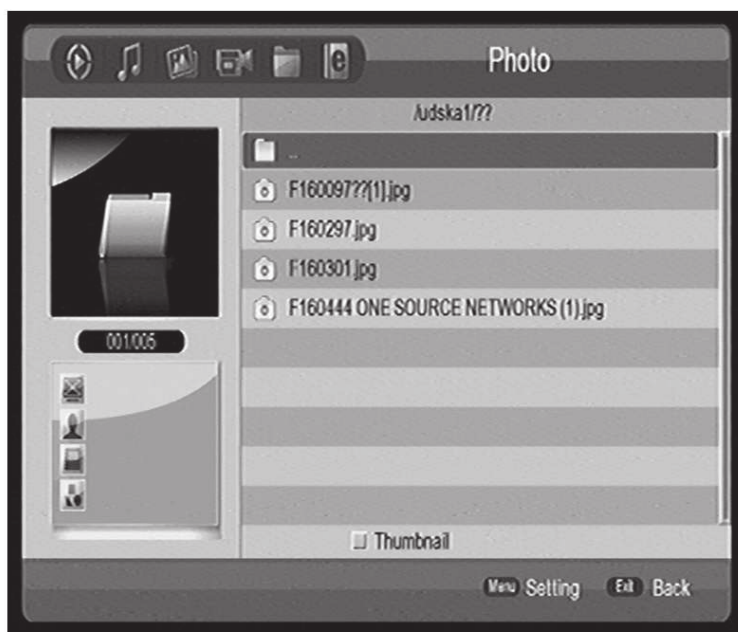 Photo
/udska1/??
..
F160097??[1].jpg
F160297.jpg
F160301.jpg
F160444 ONE SOURCE NETWORKS (1).jpg
001/005
Thumbnail
Menu Setting Exit Back